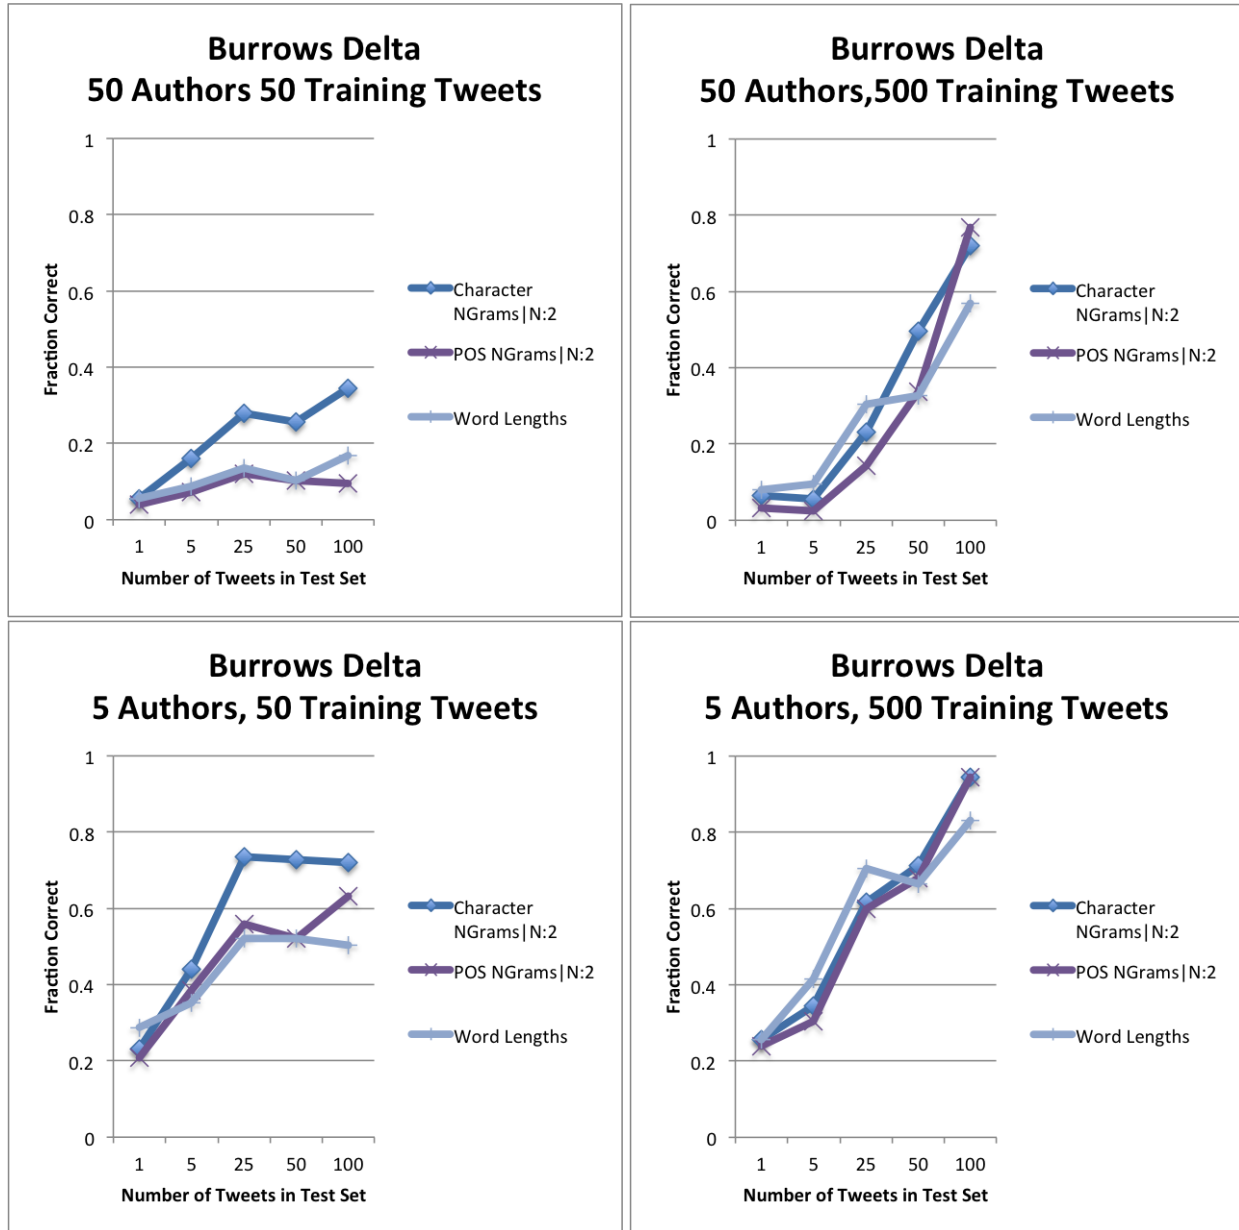 Burrows Delta
50 Authors 50 Training Tweets
1
0.8
0.6
0.4
0.2
0
Fraction Correct
1 5 25 50 100
Number of Tweets in Test Set
Character
NGrams|N:2
POS NGrams|N:2
Word Lengths
Burrows Delta
50 Authors,500 Training Tweets
1
0.8
0.6
0.4
0.2
0
Fraction Correct
1 5 25 50 100
Number of Tweets in Test Set
Character
NGrams|N:2
POS NGrams|N:2
Word Lengths
Burrows Delta
5 Authors, 50 Training Tweets
1
0.8
0.6
0.4
0.2
0
Fraction Correct
1 5 25 50 100
Number of Tweets in Test Set
Character
NGrams|N:2
POS NGrams|N:2
Word Lengths
Burrows Delta
5 Authors, 500 Training Tweets
1
0.8
0.6
0.4
0.2
0
Fraction Correct
1 5 25 50 100
Number of Tweets in Test Set
Character
NGrams|N:2
POS NGrams|N:2
Word Lengths